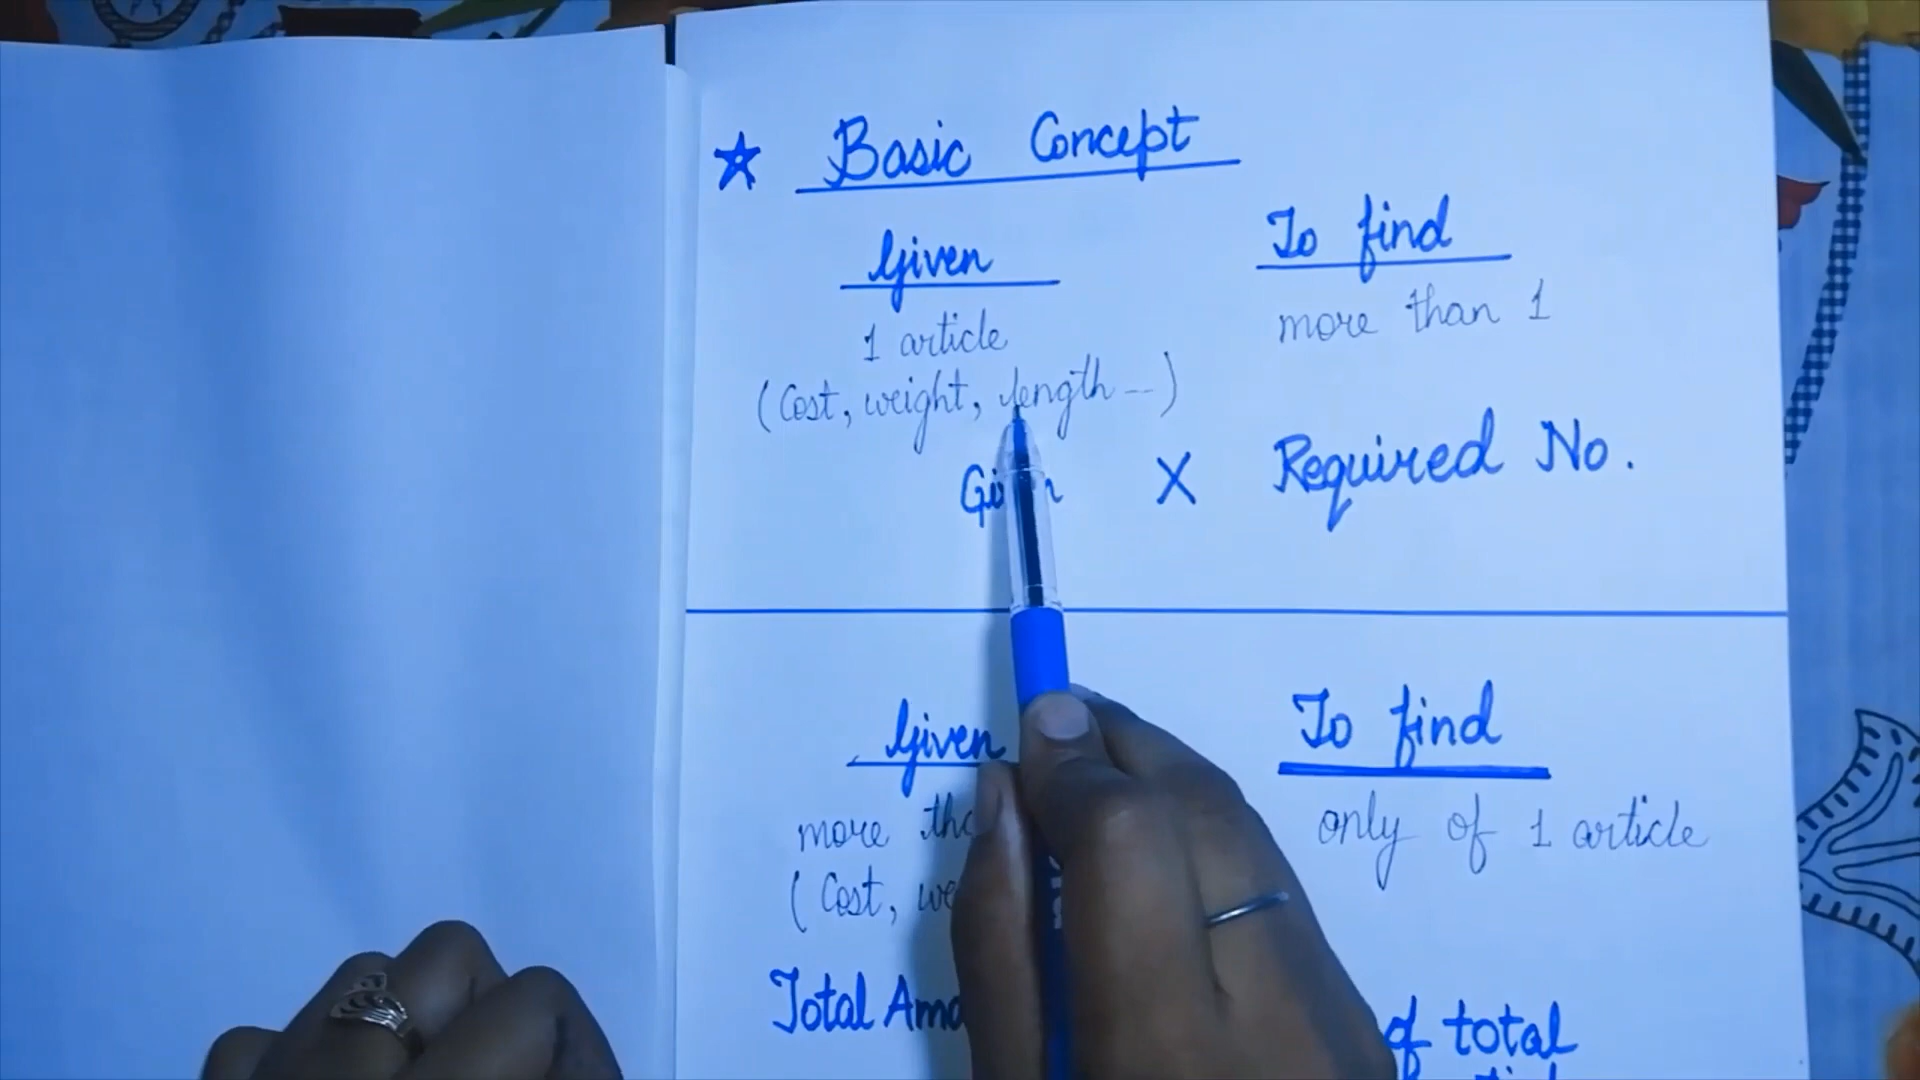 ☆ Basic Concept
Given To find
1 article more than 1
(Cost, weight, length --)
X Required No.
Given To find
more only of 1 article
(Cost,
Total
of total